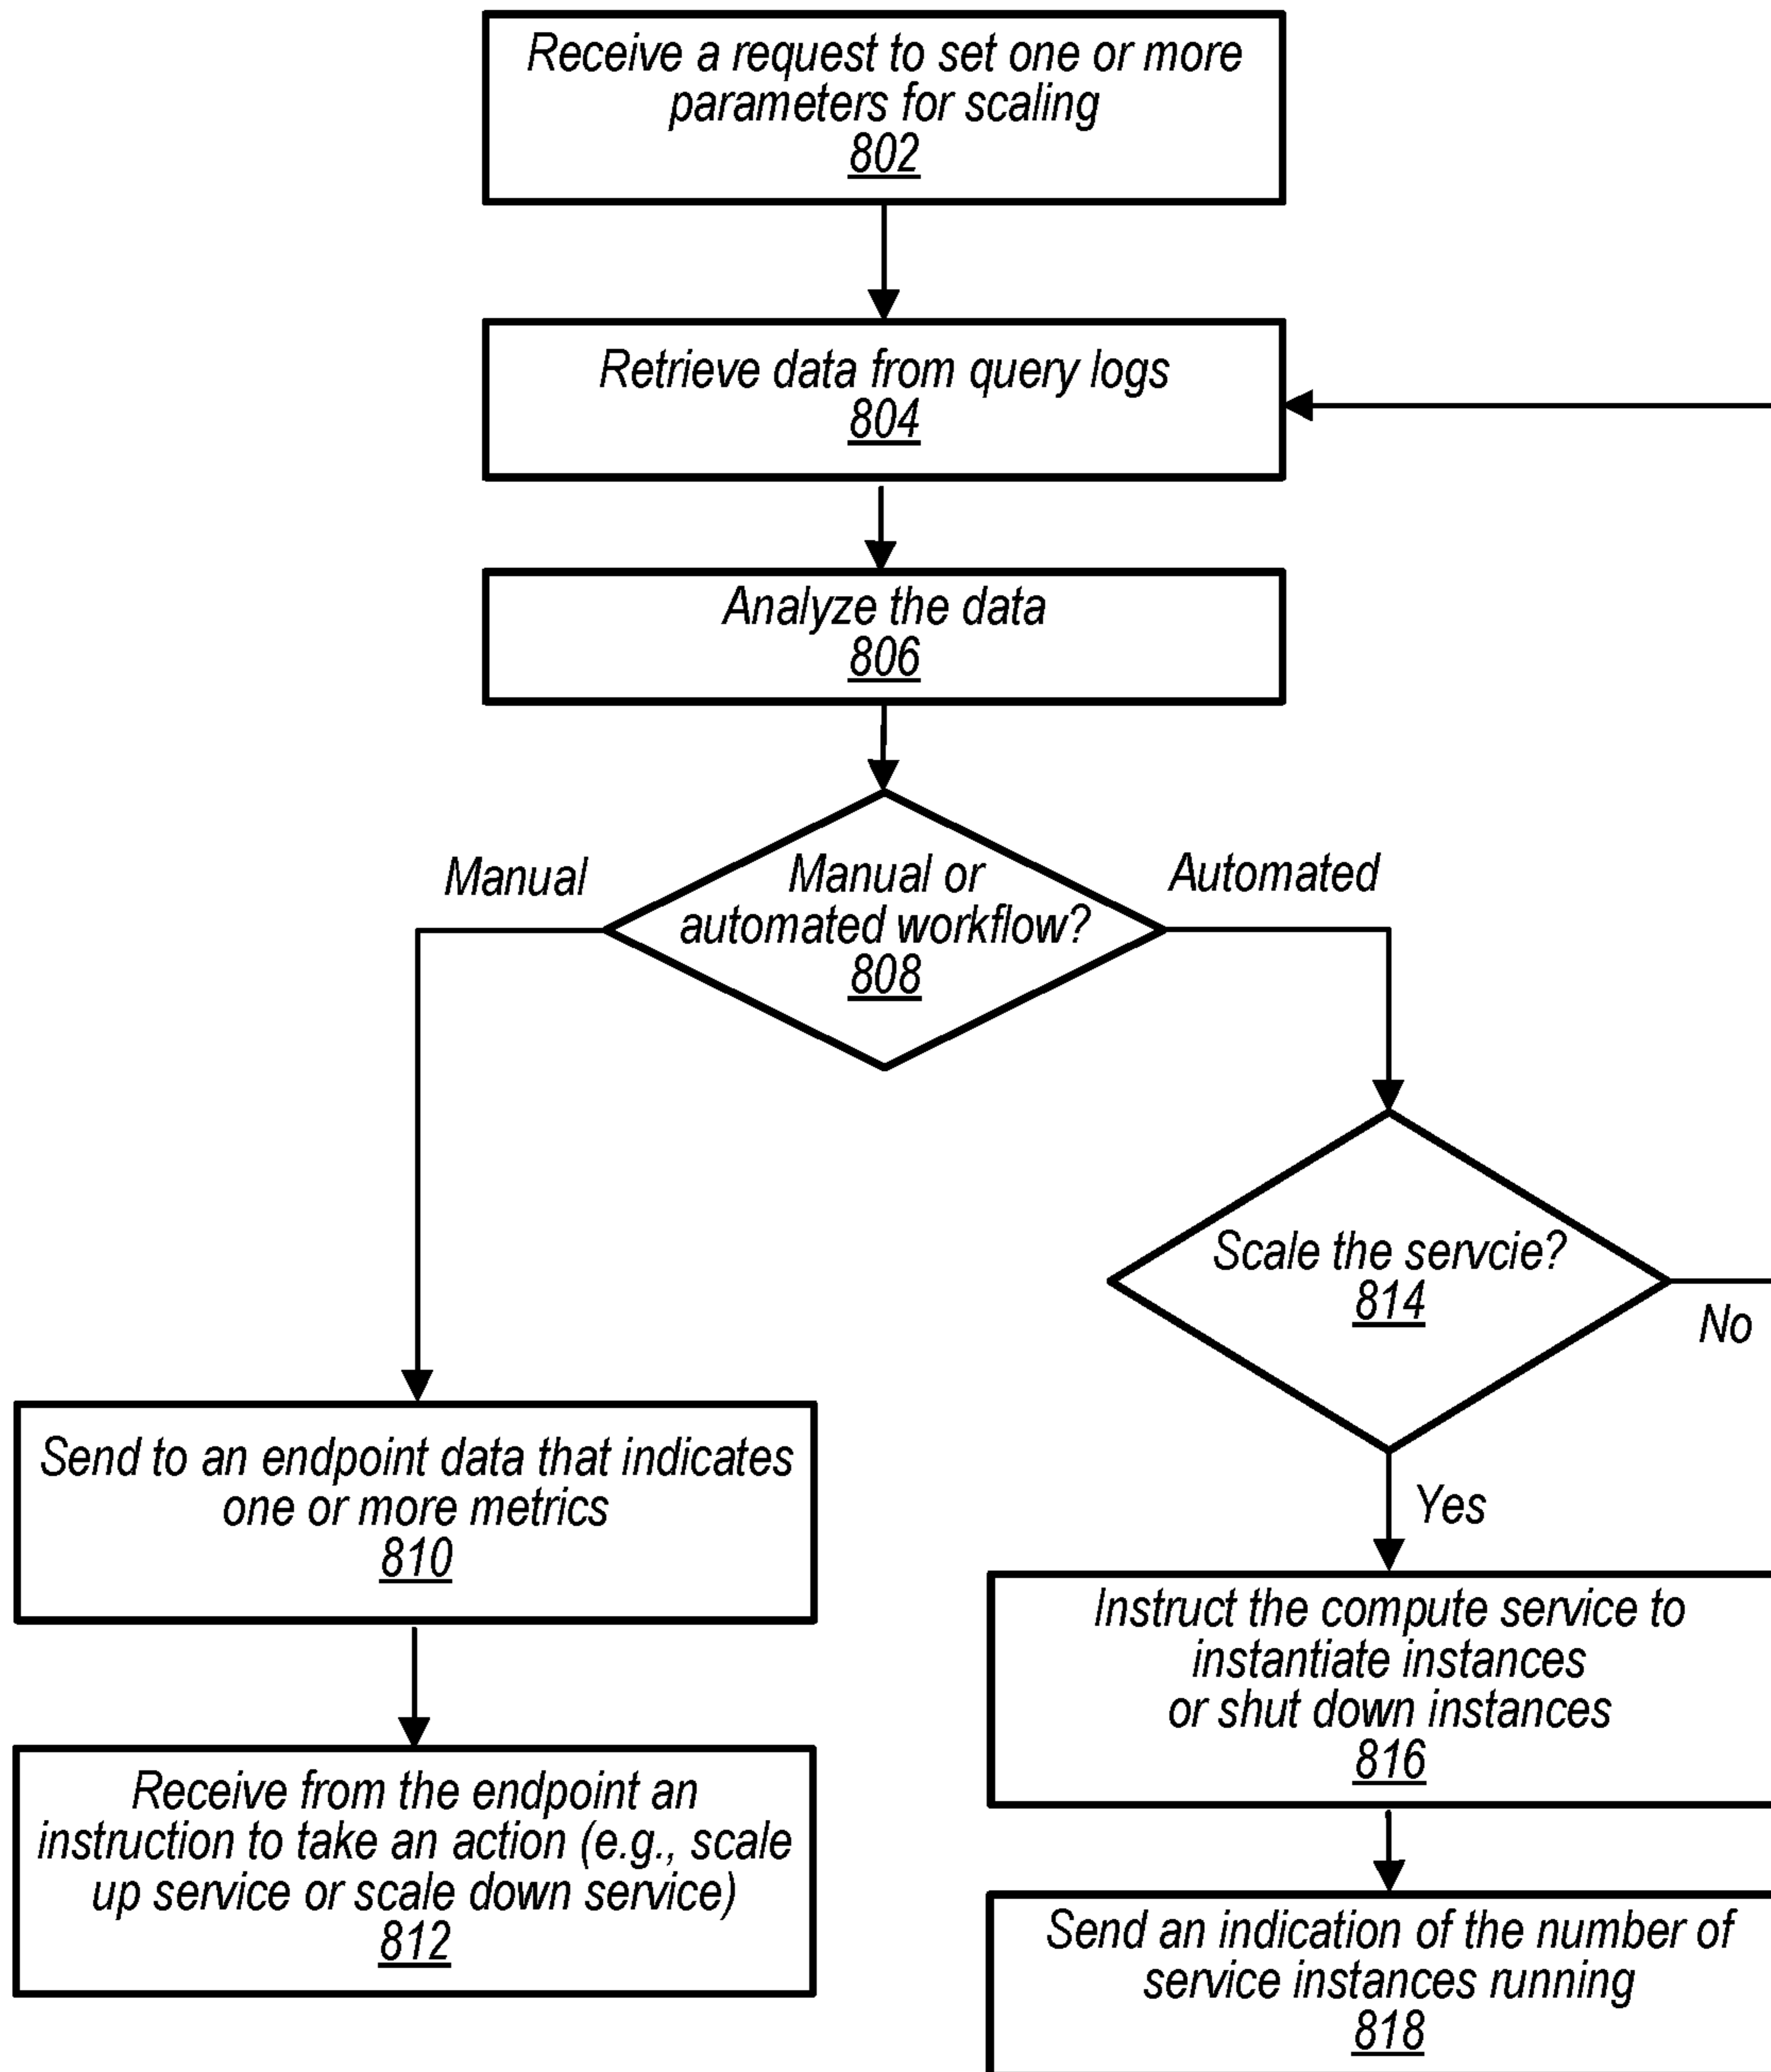 Receive a request to set one or more
parameters for scaling
802
Retrieve data from query logs
804
Analyze the data
806
Manual
Manual or
automated workflow?
808
Automated
Scale the servcie?
814
No
Yes
Send to an endpoint data that indicates
one or more metrics
810
Instruct the compute service to
instantiate instances
or shut down instances
816
Receive from the endpoint an
instruction to take an action (e.g., scale
up service or scale down service)
812
Send an indication of the number of
service instances running
818